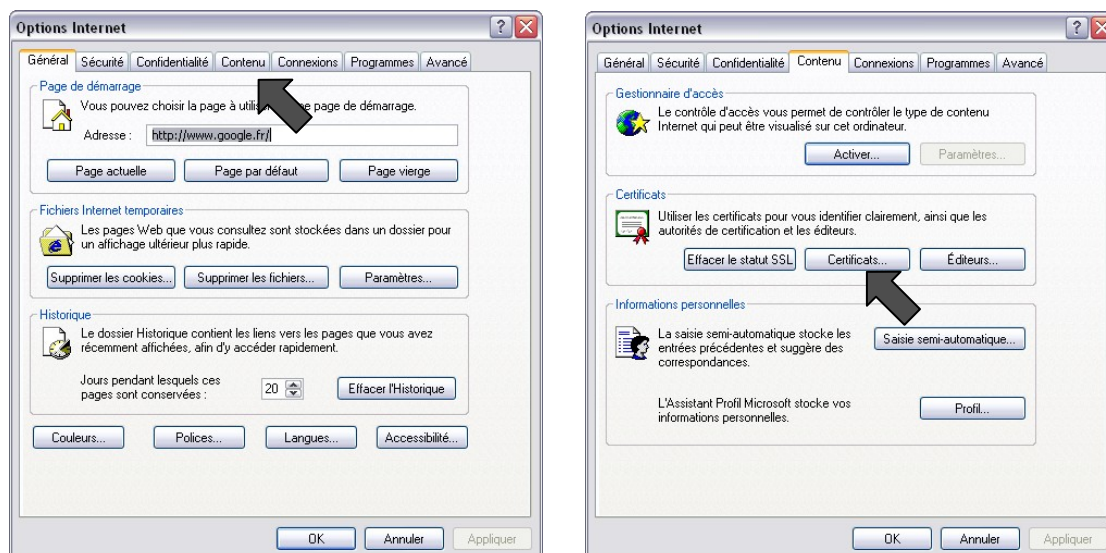 Options Internet
Général Sécurité Confidentialité Contenu Connexions Programmes Avancé
Page de démarrage
Vous pouvez choisir la page à utili ne page de démarrage.
Adresse : http://www.google.fr/
Page actuelle Page par défaut Page vierge
Fichiers Internet temporaires
Les pages Web que vous consultez sont stockées dans un dossier pour
un affichage ultérieur plus rapide.
Supprimer les cookies... Supprimer les fichiers... Paramètres...
Historique
Le dossier Historique contient les liens vers les pages que vous avez
récemment affichées, afin d'y accéder rapidement.
Jours pendant lesquels ces
pages sont conservées : 20 Effacer l'Historique
Couleurs... Polices... Langues... Accessibilité...
OK Annuler Appliquer
Options Internet
Général Sécurité Confidentialité Contenu Connexions Programmes Avancé
Gestionnaire d'accès
Le contrôle d'accès vous permet de contrôler le type de contenu
Internet qui peut être visualisé sur cet ordinateur.
Activer... Paramètres...
Certificats
Utiliser les certificats pour vous identifier clairement, ainsi que les
autorités de certification et les éditeurs.
Effacer le statut SSL Certificats... Éditeurs...
Informations personnelles
La saisie semi-automatique stocke les
entrées précédentes et suggère des
correspondances.
Saisie semi-automatique...
L'Assistant Profil Microsoft stocke vos
informations personnelles.
Profil...
OK Annuler Appliquer